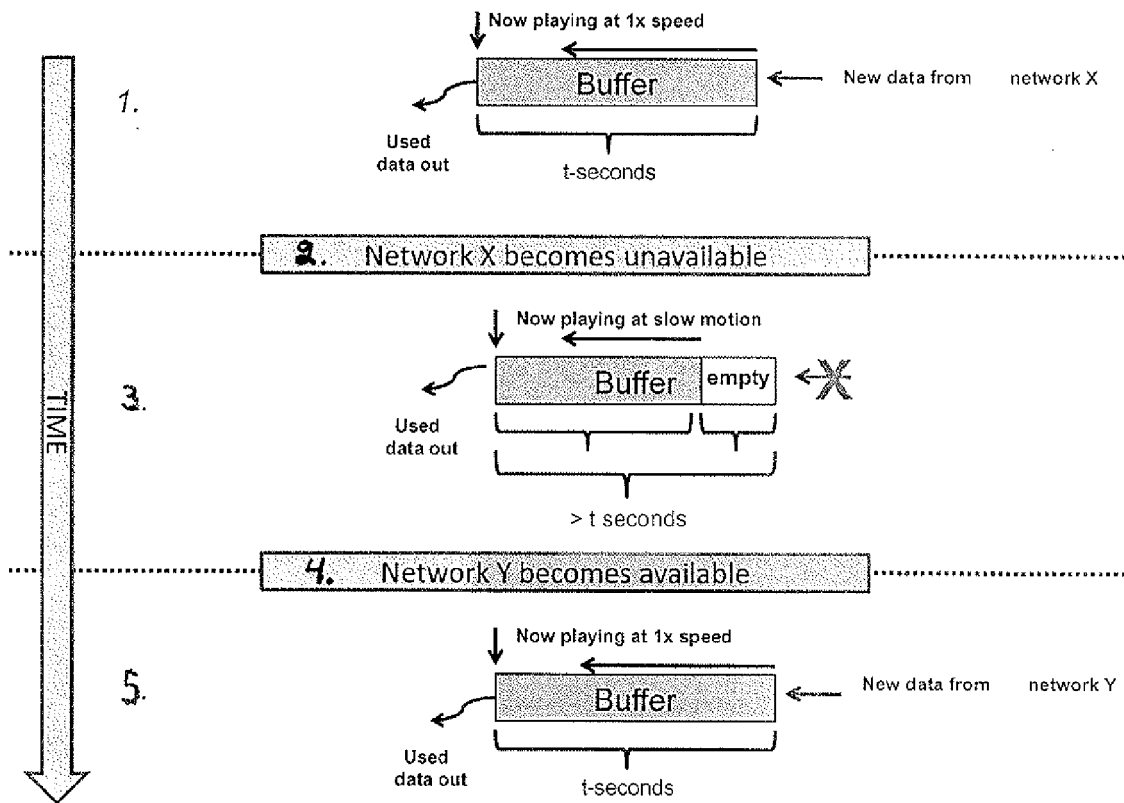 Now playing at 1x speed
1.
Buffer
New data from network X
Used
data out
t-seconds
2. Network X becomes unavailable
Now playing at slow motion
3.
Buffer
empty
X
Used
data out
> t seconds
TIME
4. Network Y becomes available
Now playing at 1x speed
5.
Buffer
New data from network Y
Used
data out
t-seconds